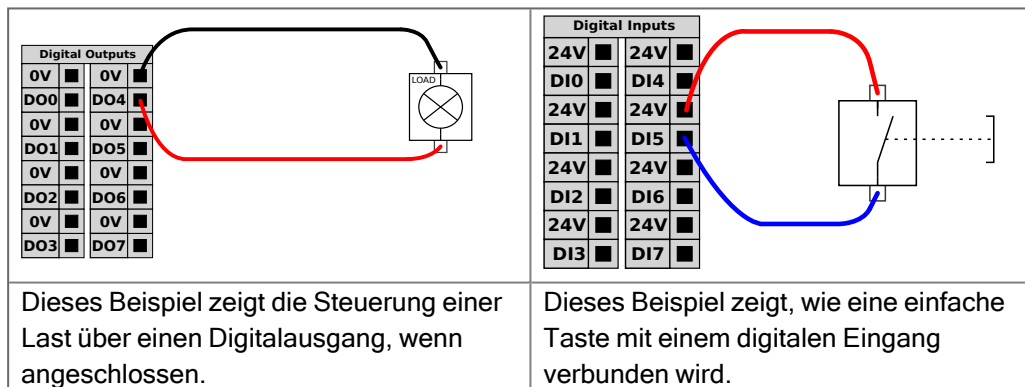 Digital Outputs
0V 0V
DO0 DO4
0V 0V
DO1 DO5
0V 0V
DO2 DO6
0V 0V
DO3 DO7
LOAD
Dieses Beispiel zeigt die Steuerung einer
Last über einen Digitalausgang, wenn
angeschlossen.
Digital Inputs
24V 24V
DI0 DI4
24V 24V
DI1 DI5
24V 24V
DI2 DI6
24V 24V
DI3 DI7
Dieses Beispiel zeigt, wie eine einfache
Taste mit einem digitalen Eingang
verbunden wird.